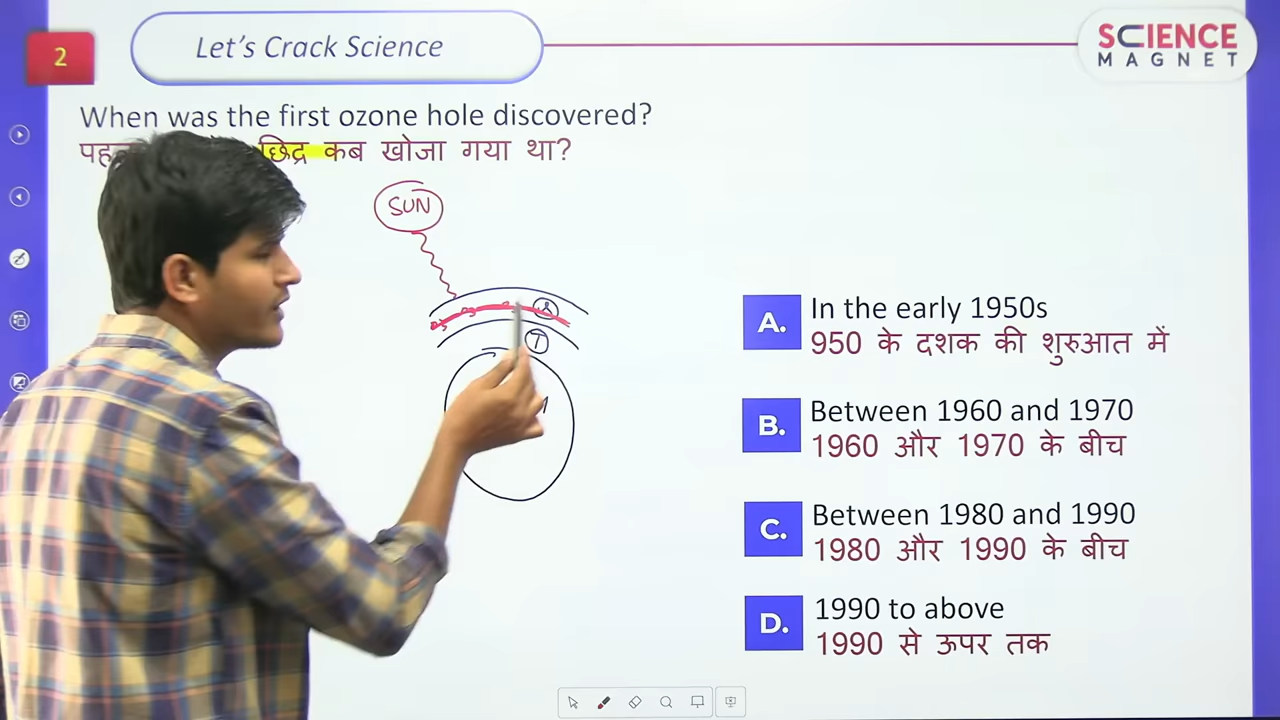 2
Let's Crack Science
SCIENCE
MAGNET
When was the first ozone hole discovered?
छिद्र कब खोजा गया था?
SUN
T
A.
In the early 1950s
950 के दशक की शुरुआत में
B.
Between 1960 and 1970
1960 और 1970 के बीच
C.
Between 1980 and 1990
1980 और 1990 के बीच
D.
1990 to above
1990 से ऊपर तक